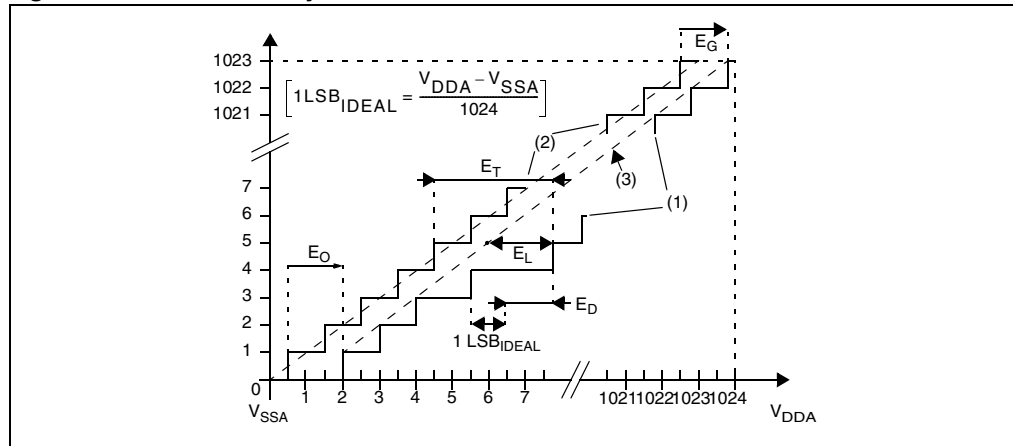 E_G
1023
1022
1021
[1LSB_IDEAL = (V_DDA − V_SSA) / 1024]
(2)
E_T
(3)
7
(1)
6
5
E_L
E_O
4
3
E_D
2
1 LSB_IDEAL
1
0
1 2 3 4 5 6 7 1021 1022 1023 1024
V_SSA
V_DDA